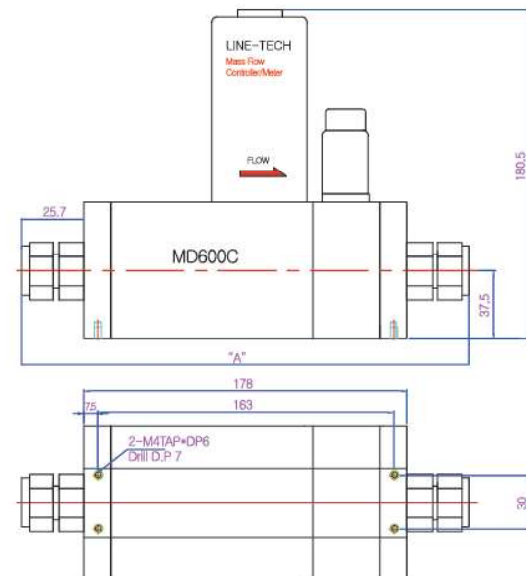 LINE-TECH
Mass Flow
Controller/Meter
FLOW
180.5
25.7
MD600C
37.5
"A"
178
7.5
163
2-M4TAP*DP6
Drill D.P 7
30